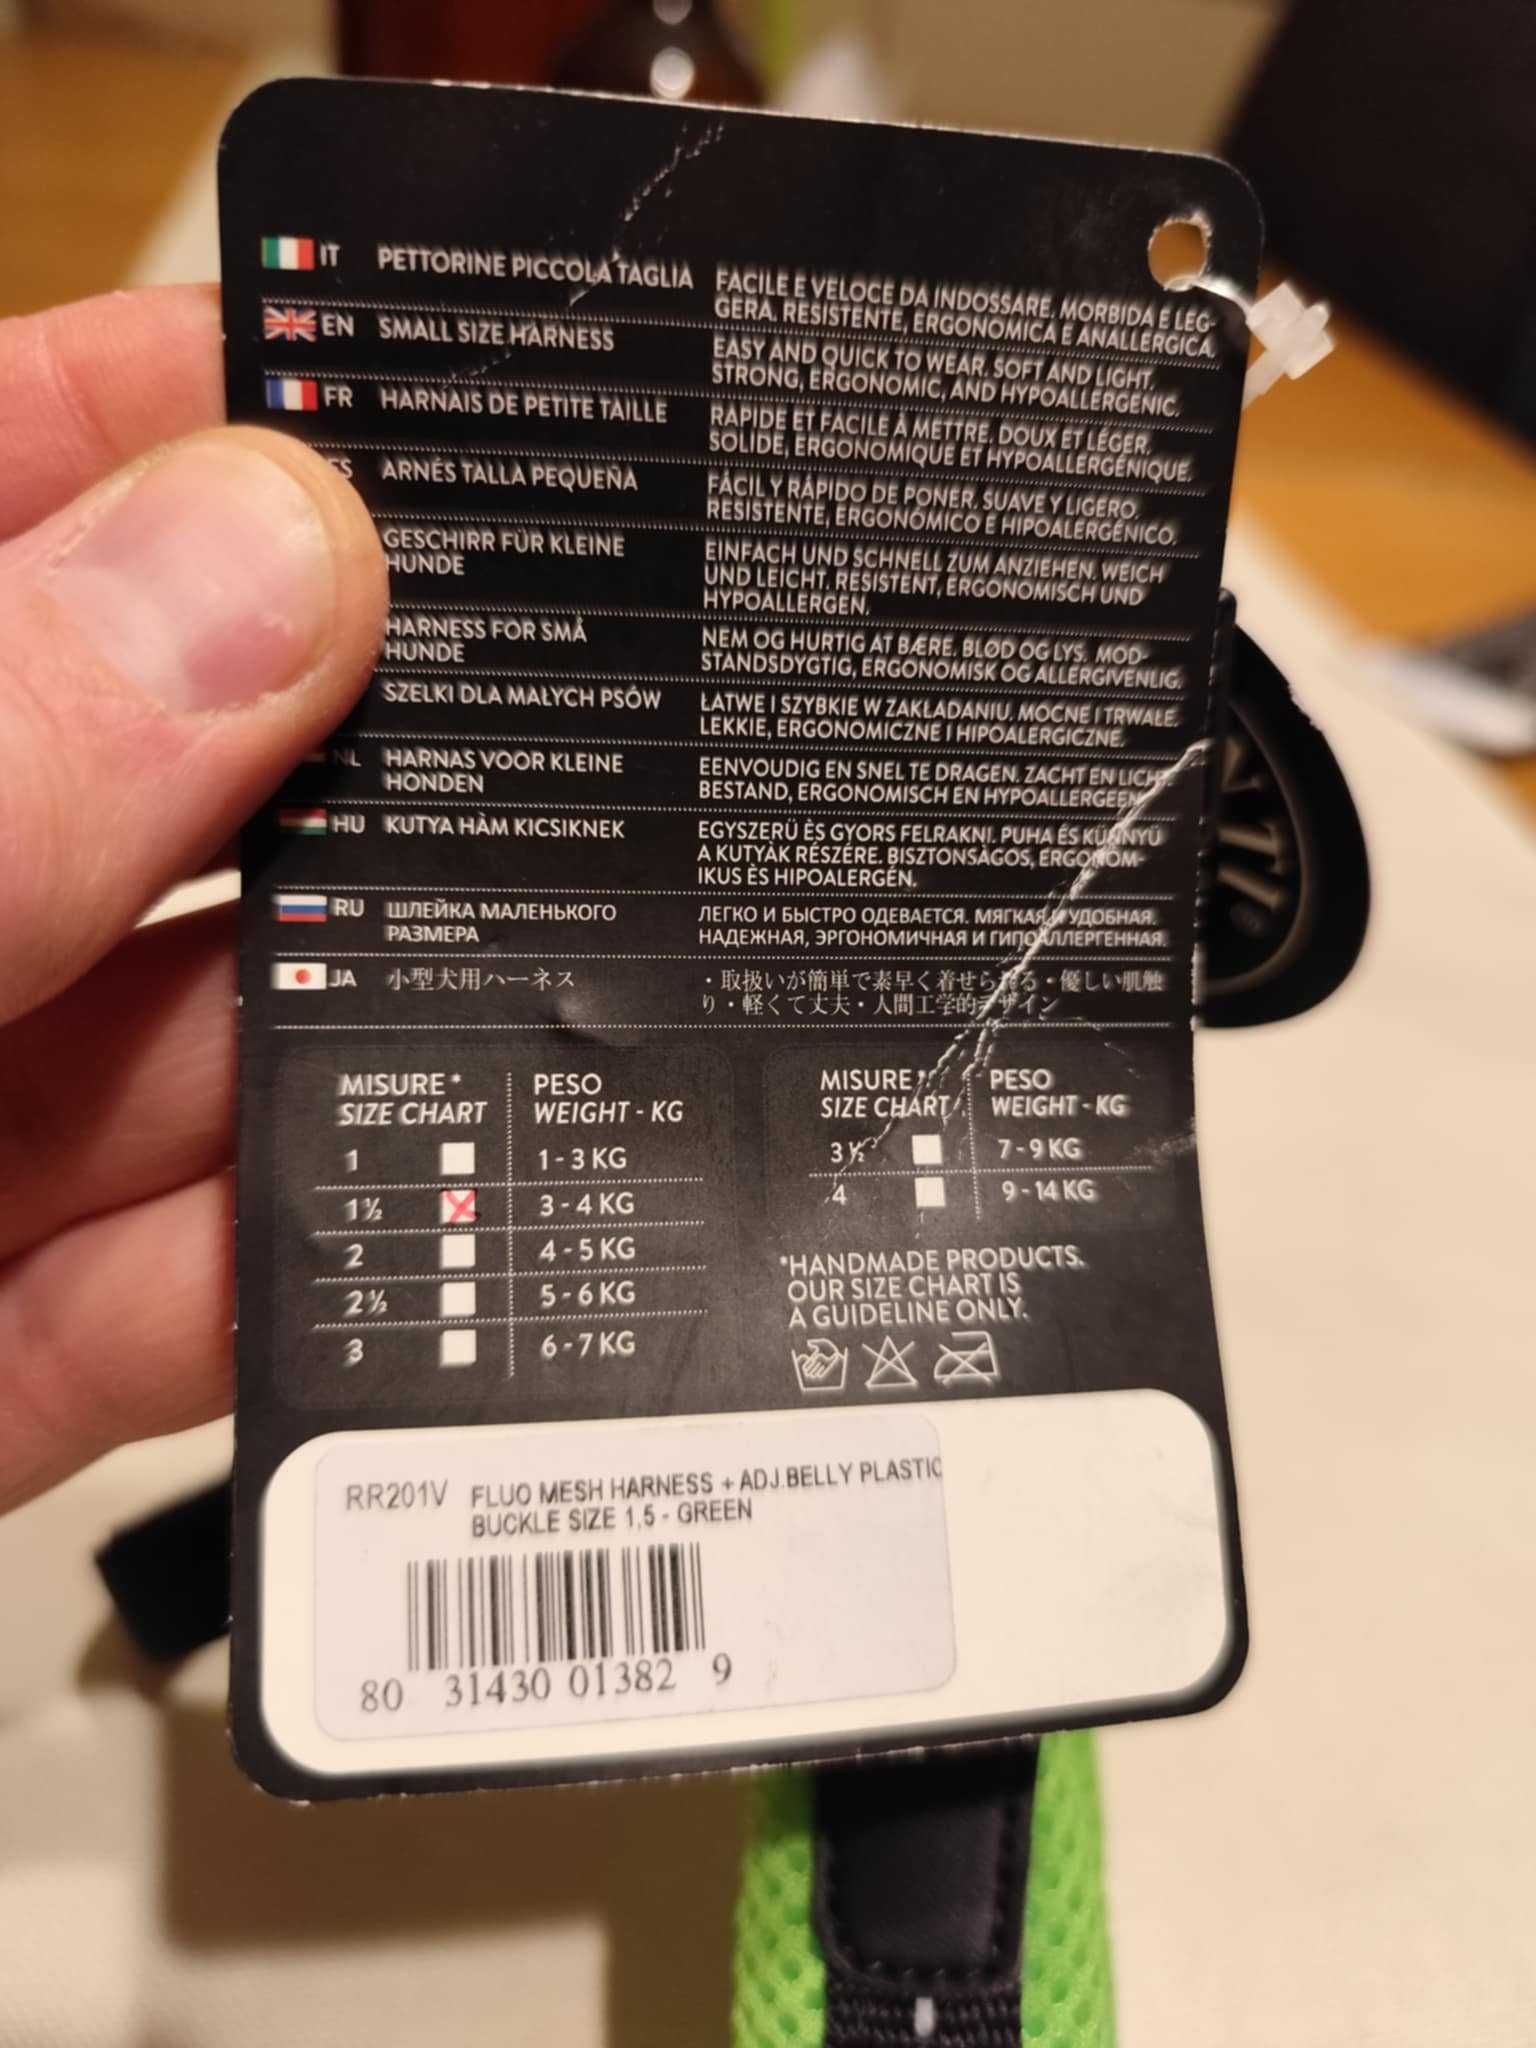 IT PETTORINE PICCOLA TAGLIA
FACILE E VELOCE DA INDOSSARE. MORBIDA E LEG-
GERA. RESISTENTE, ERGONOMICA E ANALLERGICA.
EN SMALL SIZE HARNESS
EASY AND QUICK TO WEAR. SOFT AND LIGHT,
STRONG, ERGONOMIC, AND HYPOALLERGENIC.
FR HARNAIS DE PETITE TAILLE
RAPIDE ET FACILE À METTRE. DOUX ET LÉGER,
SOLIDE, ERGONOMIQUE ET HYPOALLERGÉNIQUE.
ES ARNÉS TALLA PEQUEÑA
FÁCIL Y RÁPIDO DE PONER. SUAVE Y LIGERO,
RESISTENTE, ERGONÓMICO E HIPOALERGÉNICO.
GESCHIRR FÜR KLEINE
HUNDE
EINFACH UND SCHNELL ZUM ANZIEHEN. WEICH
UND LEICHT, RESISTENT, ERGONOMISCH UND
HYPOALLERGEN.
HARNESS FOR SMÅ
HUNDE
NEM OG HURTIG AT BÆRE. BLØD OG LYS. MOD-
STANDSDYGTIG, ERGONOMISK OG ALLERGIVENLIG.
SZELKI DLA MAŁYCH PSÓW
ŁATWE I SZYBKIE W ZAKŁADANIU. MOCNE I TRWAŁE.
LEKKIE, ERGONOMICZNE I HIPOALERGICZNE.
NL HARNAS VOOR KLEINE
HONDEN
EENVOUDIG EN SNEL TE DRAGEN. ZACHT EN LICHT.
BESTAND, ERGONOMISCH EN HYPOALLERGEEN.
HU KUTYA HÀM KICSIKNEK
EGYSZERÜ ÈS GYORS FELRAKNI. PUHA ÉS KÜNNYÜ
A KUTYÀK RÉSZÉRE. BISZTONSÀGOS, ERGONÓM-
IKUS ÈS HIPOALERGÉN.
RU ШЛЕЙКА МАЛЕНЬКОГО
РАЗМЕРА
ЛЕГКО И БЫСТРО ОДЕВАЕТСЯ. МЯГКАЯ И УДОБНАЯ.
НАДЕЖНАЯ, ЭРГОНОМИЧНАЯ И ГИПОАЛЛЕРГЕННАЯ.
JA 小型犬用ハーネス
・取扱いが簡単で素早く着せられる・優しい肌触
り・軽くて丈夫・人間工学的デザイン
MISURE* PESO
SIZE CHART WEIGHT - KG
1 1 - 3 KG
1½ 3 - 4 KG
2 4 - 5 KG
2½ 5 - 6 KG
3 6 - 7 KG
MISURE* PESO
SIZE CHART WEIGHT - KG
3½ 7 - 9 KG
4 9 - 14 KG
*HANDMADE PRODUCTS.
OUR SIZE CHART IS
A GUIDELINE ONLY.
RR201V FLUO MESH HARNESS + ADJ.BELLY PLASTIC
BUCKLE SIZE 1,5 - GREEN
80 31430 01382 9